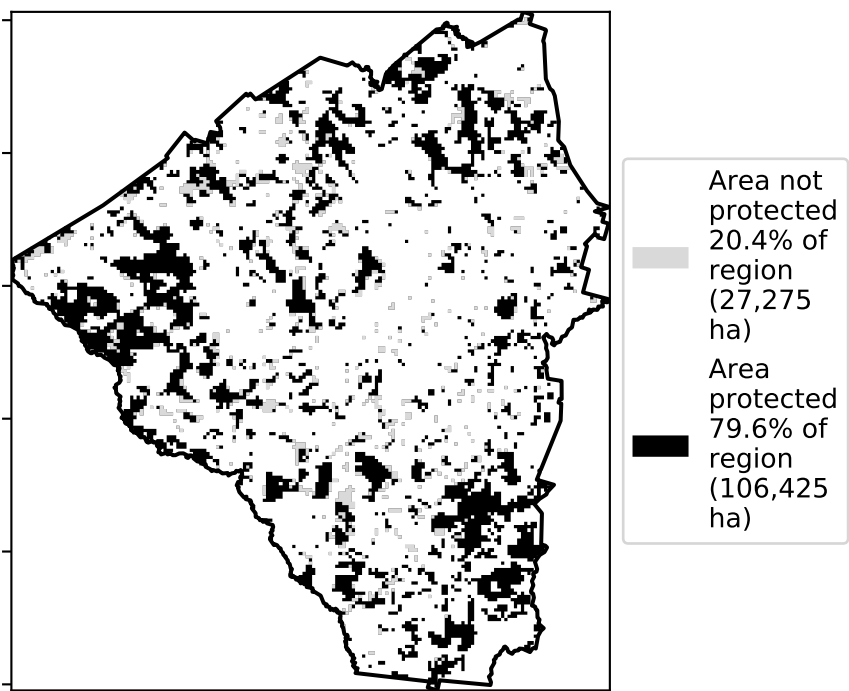 Area not
protected
20.4% of
region
(27,275
ha)
Area
protected
79.6% of
region
(106,425
ha)